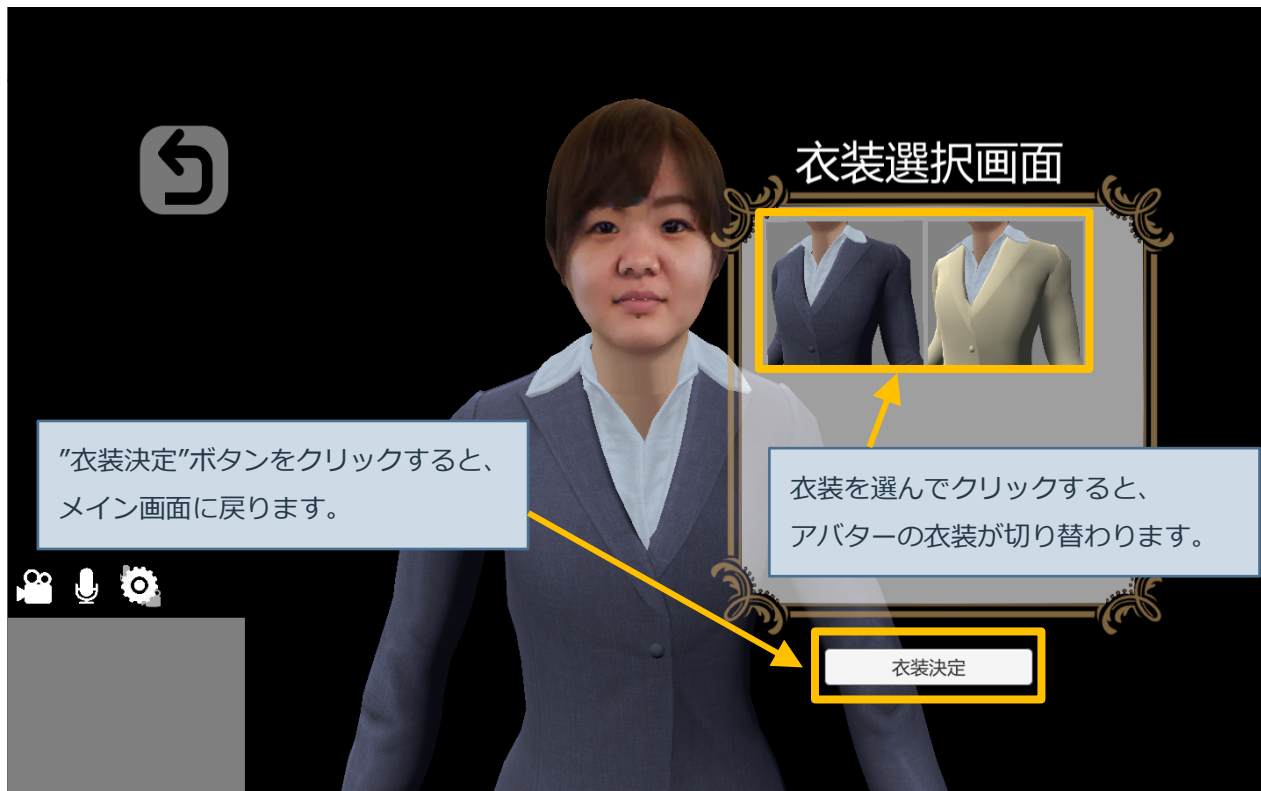 衣装選択画面
”衣装決定”ボタンをクリックすると、
メイン画面に戻ります。
衣装を選んでクリックすると、
アバターの衣装が切り替わります。
衣装決定